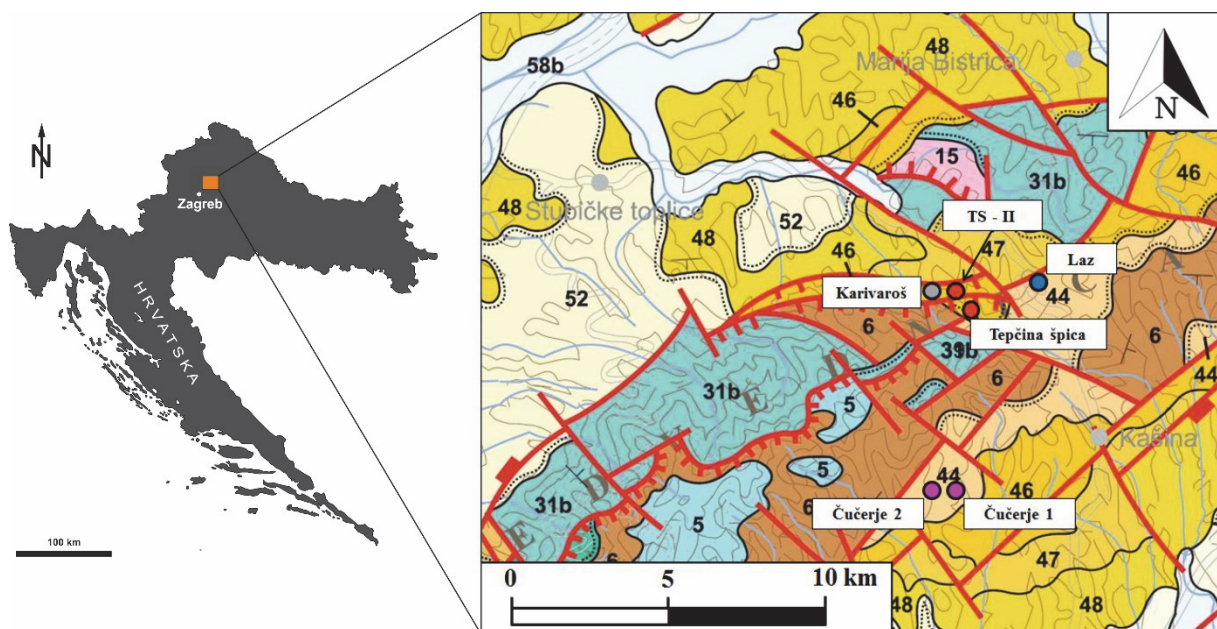 N
Zagreb
HRVATSKA
100 km
58b
48
Marija Bistrica
N
46
15
31b
46
48
Stubičke toplice
48
52
TS - II
46
47
Laz
52
Karivaroš
44
6
Tepčina špica
6
31b
6
44
31b
5
Kašina
5
44
31b
6
46
Čučerje 2
Čučerje 1
5
6
47
48
48
0
5
10 km
M
E
D
V
E
D
N
I
C
A